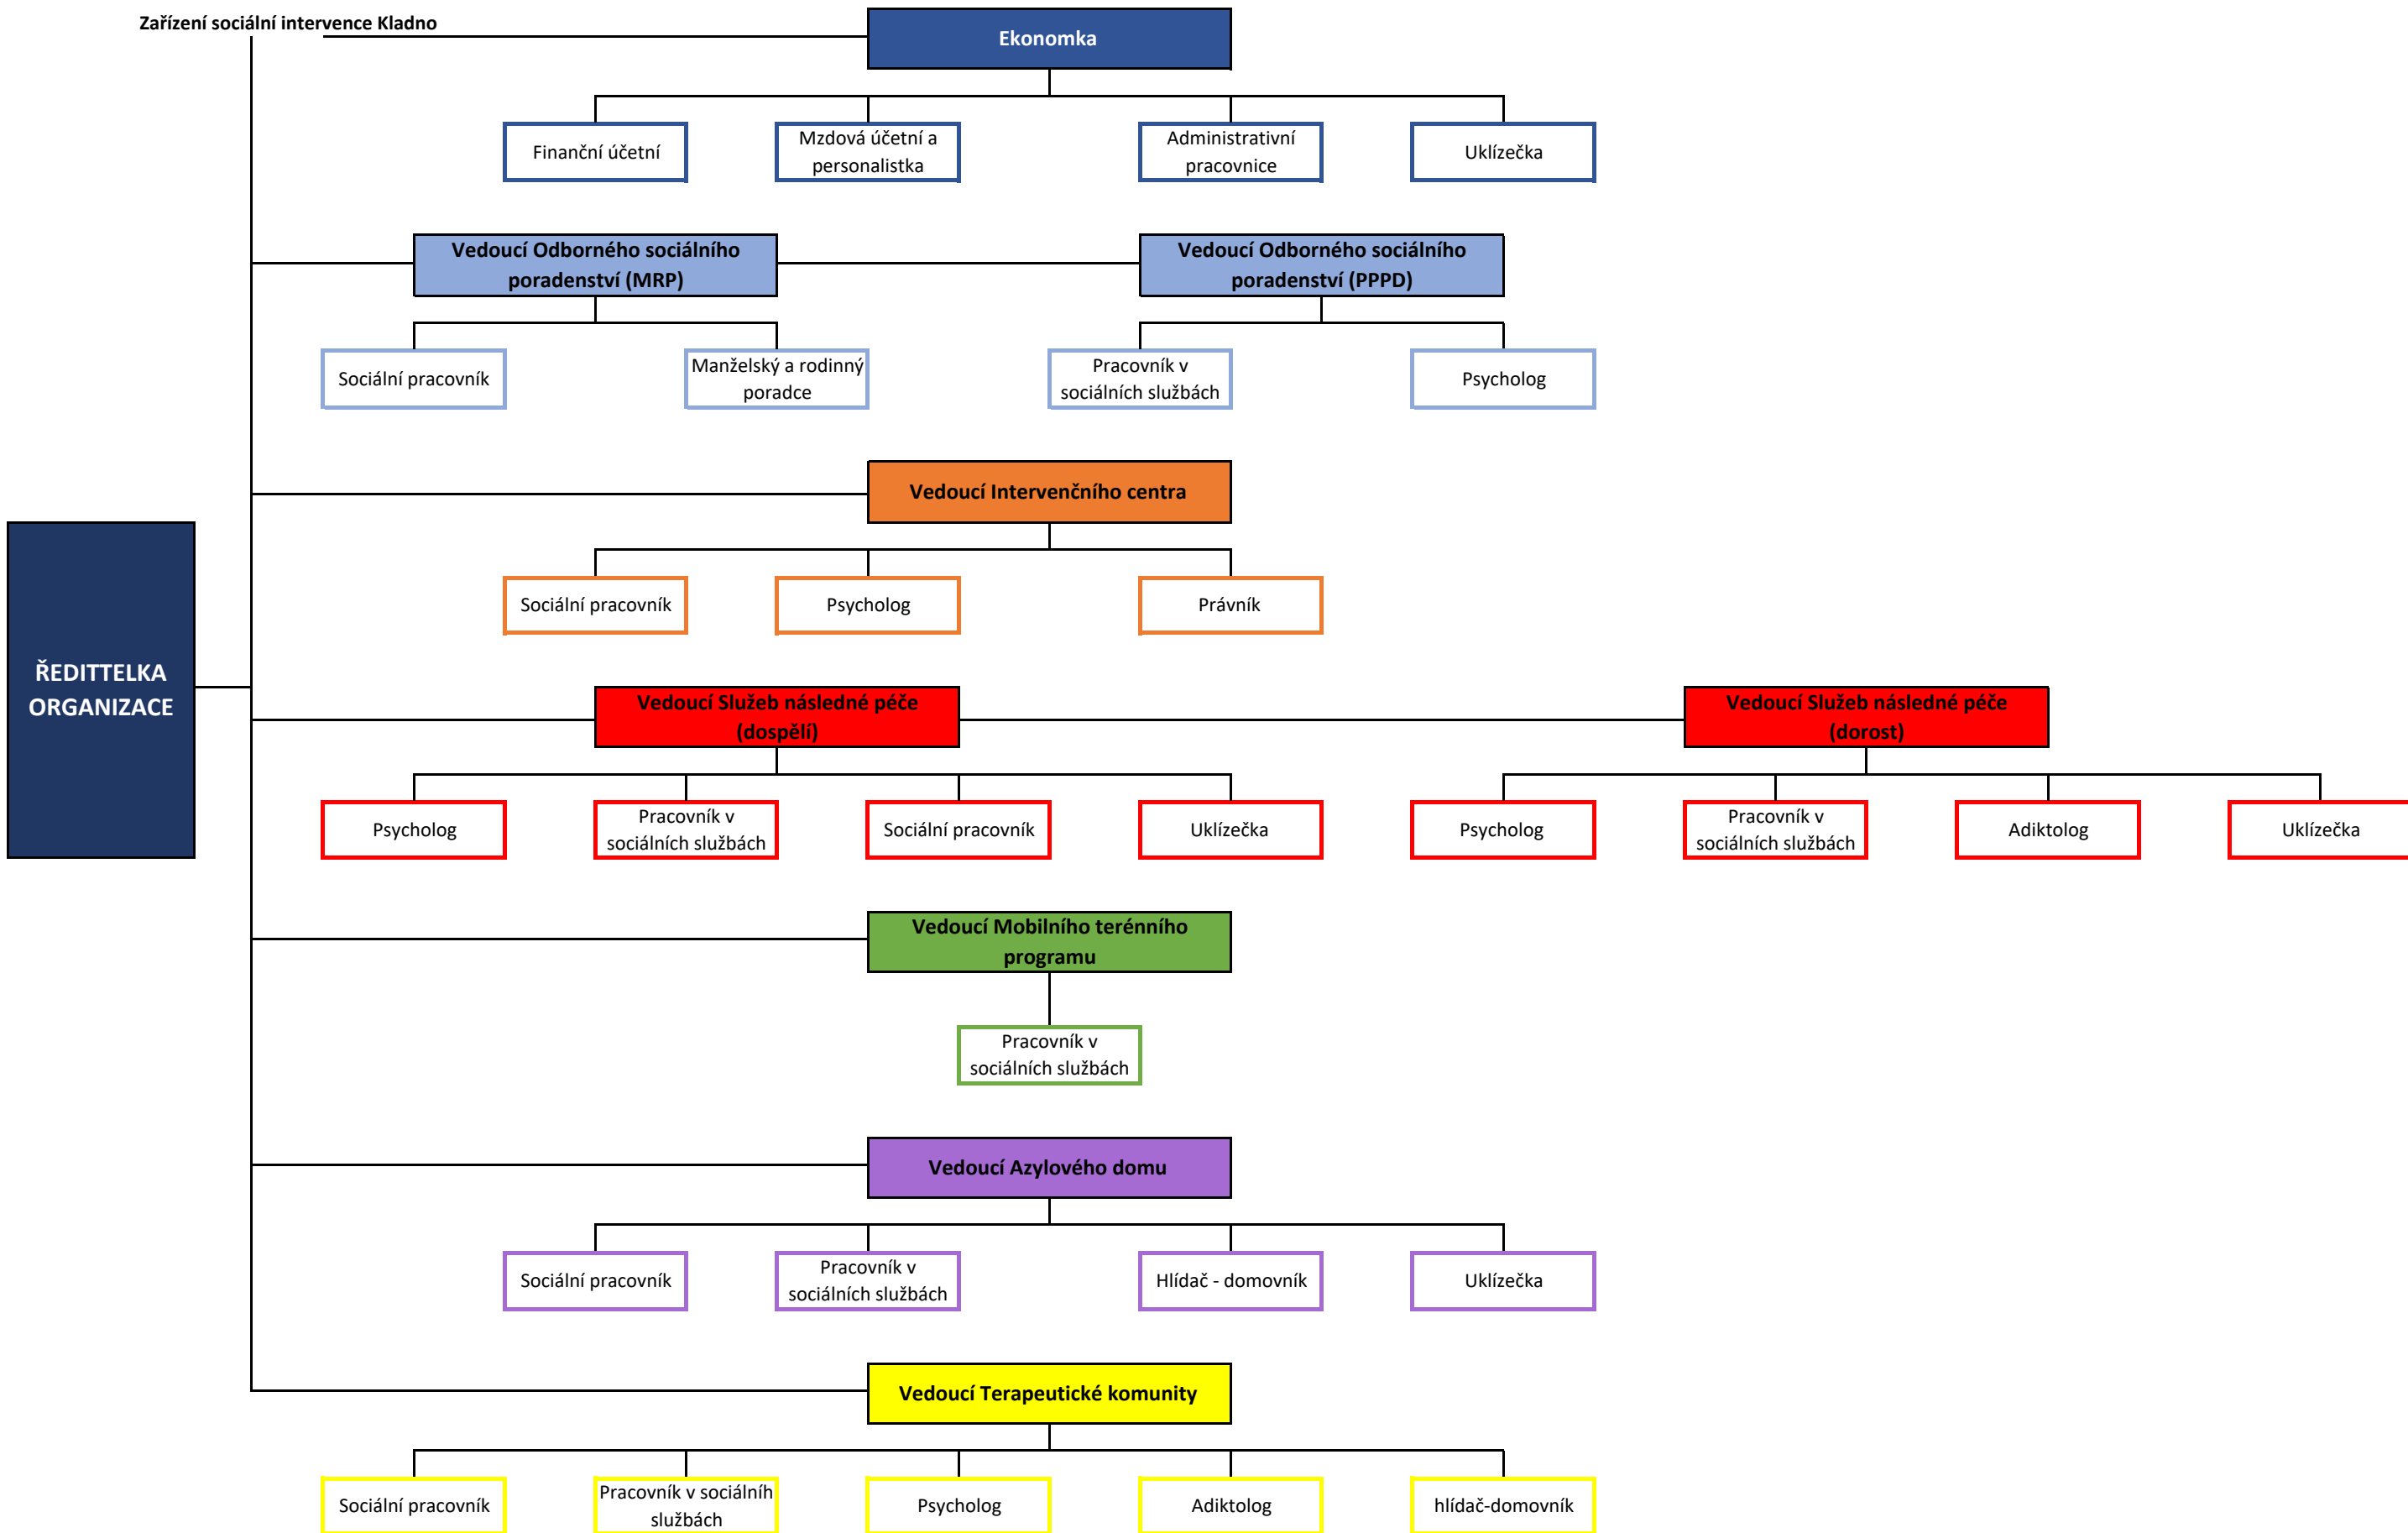 Zařízení sociální intervence Kladno
Ekonomka
Finanční účetní
Mzdová účetní a
personalistka
Administrativní
pracovnice
Uklízečka
Vedoucí Odborného sociálního
poradenství (MRP)
Vedoucí Odborného sociálního
poradenství (PPPD)
Sociální pracovník
Manželský a rodinný
poradce
Pracovník v
sociálních službách
Psycholog
Vedoucí Intervenčního centra
Sociální pracovník
Psycholog
Právník
ŘEDITTELKA
ORGANIZACE
Vedoucí Služeb následné péče
(dospělí)
Vedoucí Služeb následné péče
(dorost)
Psycholog
Pracovník v
sociálních službách
Sociální pracovník
Uklízečka
Psycholog
Pracovník v
sociálních službách
Adiktolog
Uklízečka
Vedoucí Mobilního terénního
programu
Pracovník v
sociálních službách
Vedoucí Azylového domu
Sociální pracovník
Pracovník v
sociálních službách
Hlídač - domovník
Uklízečka
Vedoucí Terapeutické komunity
Sociální pracovník
Pracovník v sociálním
službách
Psycholog
Adiktolog
hlídač-domovník